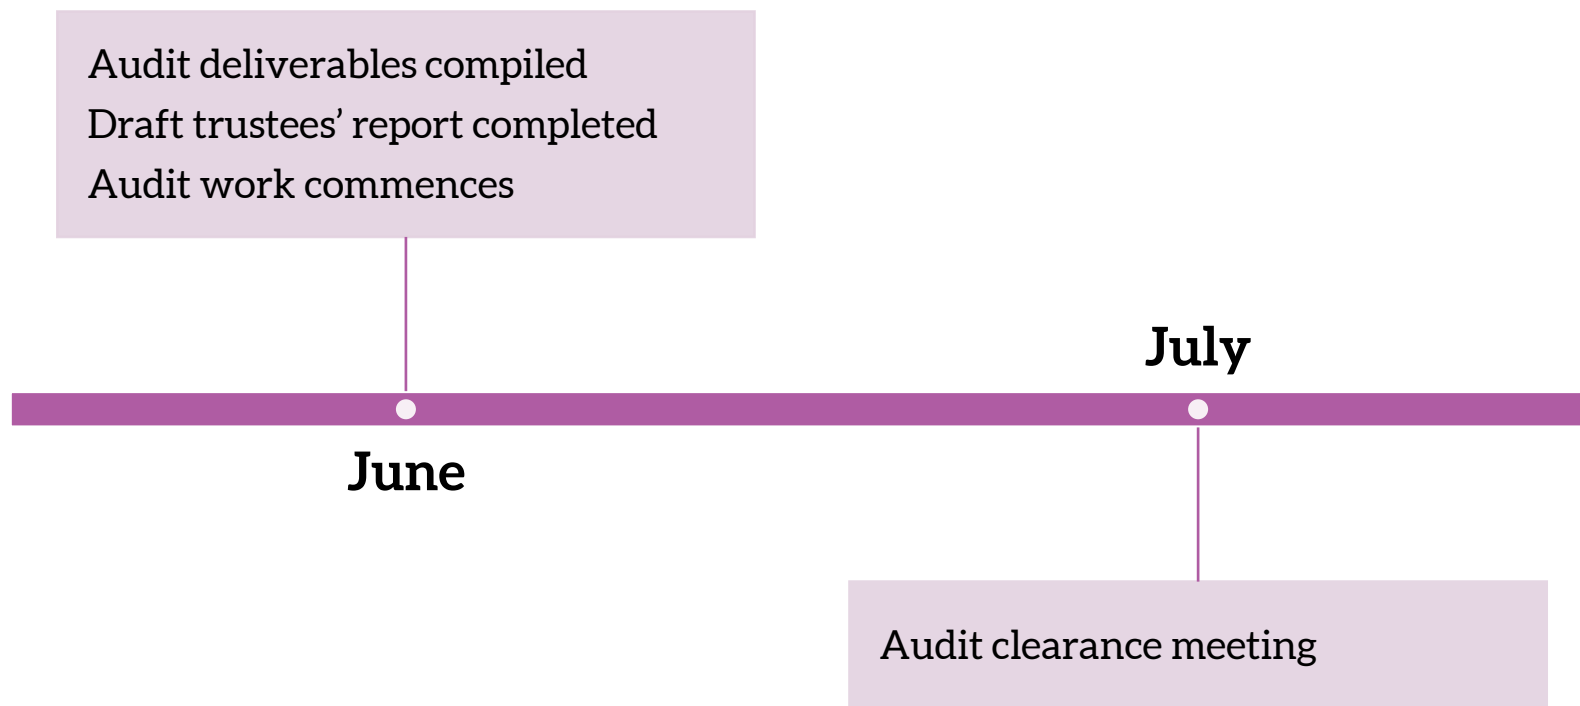 Audit deliverables compiled
Draft trustees’ report completed
Audit work commences
July
June
Audit clearance meeting